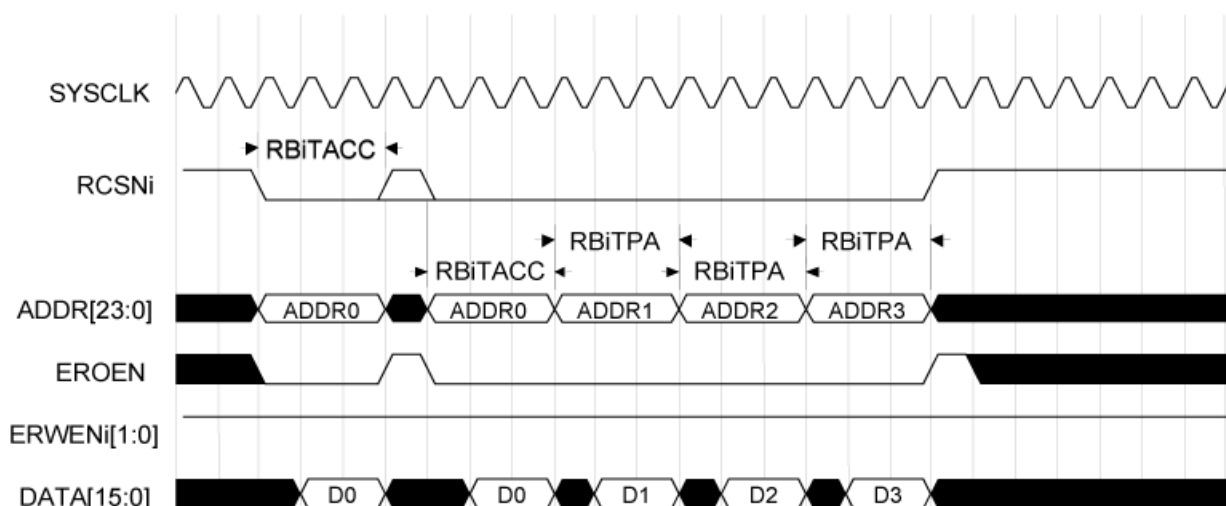 SYSCLK
RBiTACC
RCSNi
RBiTPA RBiTPA
RBiTACC RBiTPA
ADDR[23:0] ADDR0 ADDR0 ADDR1 ADDR2 ADDR3
EROEN
ERWENi[1:0]
DATA[15:0] D0 D0 D1 D2 D3